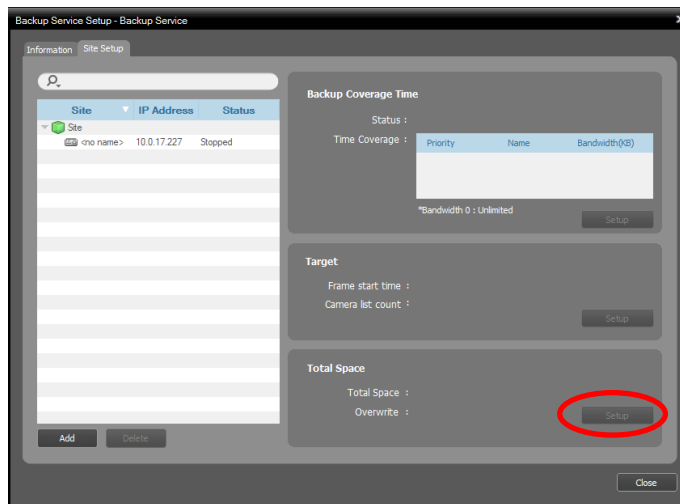 Backup Service Setup - Backup Service
Information Site Setup
Site IP Address Status
Site
<no name> 10.0.17.227 Stopped
Add Delete
Backup Coverage Time
Status :
Time Coverage :
Priority Name Bandwidth(KB)
*Bandwidth 0 : Unlimited
Setup
Target
Frame start time :
Camera list count :
Setup
Total Space
Total Space :
Overwrite :
Setup
Close